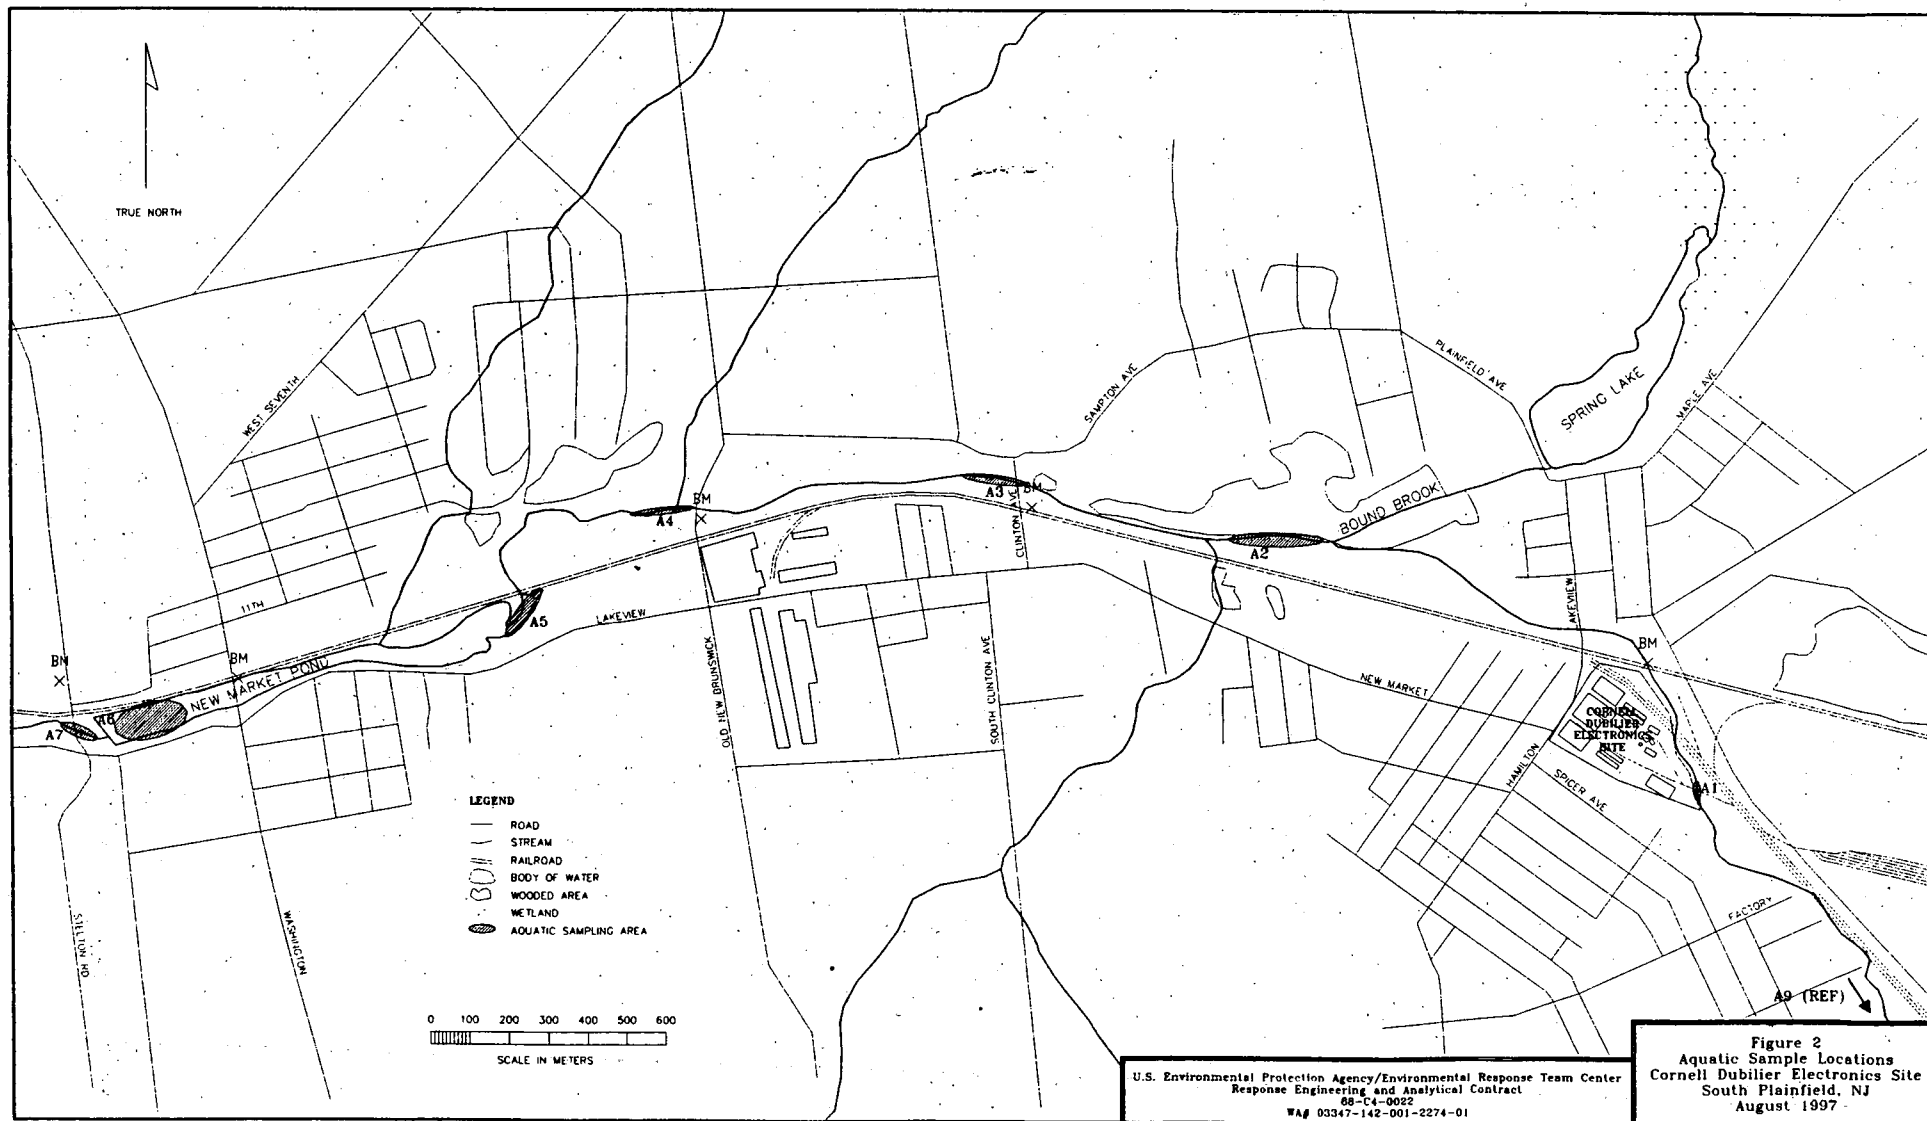 TRUE NORTH
WEST SEVENTH
SAMPTON AVE
PLAINFIELD AVE
SPRING LAKE
MAPLE AVE
BM
A4
A3
BM
CLINTON AVE
BOUND BROOK
A2
11TH
A5
LAKEVIEW
LAKEVIEW
BM
BM
BM
NEW MARKET POND
A6
A7
OLD NEW BRUNSWICK
SOUTH CLINTON AVE
NEW MARKET
CORNELL
DUBILIER
ELECTRONICS
SITE
HAMILTON
SPICER AVE
A1
LEGEND
ROAD
STREAM
RAILROAD
BODY OF WATER
WOODED AREA
WETLAND
AQUATIC SAMPLING AREA
STELTON RD
WASHINGTON
FACTORY
A9 (REF)
0 100 200 300 400 500 600
SCALE IN METERS
U.S. Environmental Protection Agency/Environmental Response Team Center
Response Engineering and Analytical Contract
68-C4-0022
WA# 03347-142-001-2274-01
Figure 2
Aquatic Sample Locations
Cornell Dubilier Electronics Site
South Plainfield, NJ
August 1997